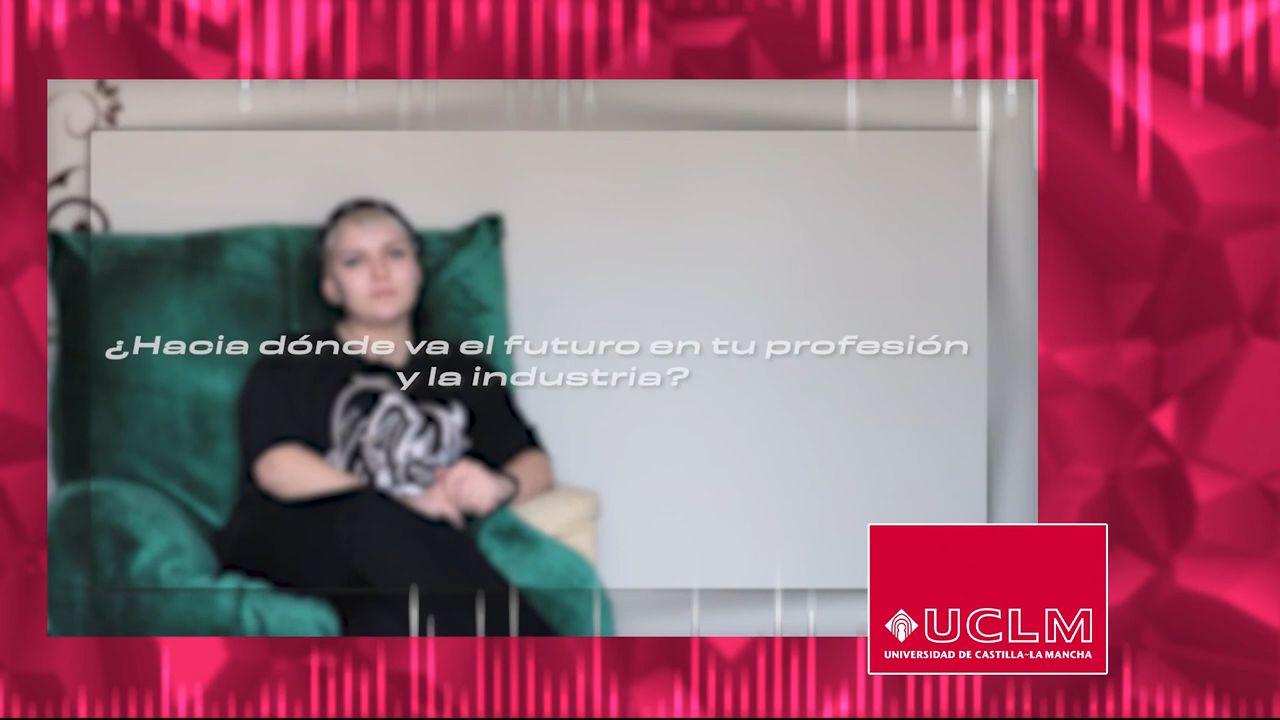 ¿Hacia dónde va el futuro en tu profesión
y la industria?
UCLM
UNIVERSIDAD DE CASTILLA-LA MANCHA